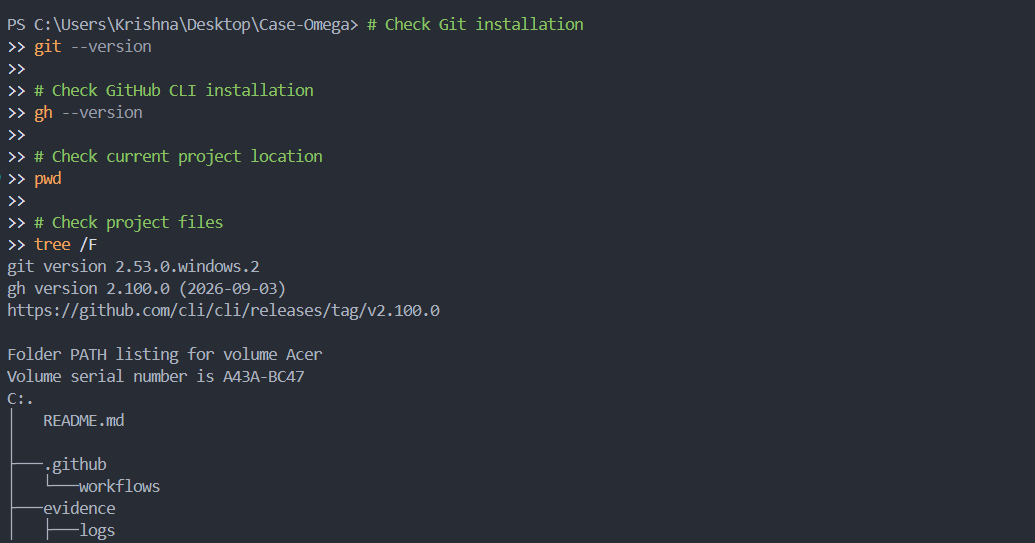 PS C:\Users\Krishna\Desktop\Case-Omega> # Check Git installation
>> git --version
>>
>> # Check GitHub CLI installation
>> gh --version
>>
>> # Check current project location
>> pwd
>>
>> # Check project files
>> tree /F
git version 2.53.0.windows.2
gh version 2.100.0 (2026-09-03)
https://github.com/cli/cli/releases/tag/v2.100.0
Folder PATH listing for volume Acer
Volume serial number is A43A-BC47
C:.
│   README.md
│
├───.github
│   └───workflows
├───evidence
│   ├───logs